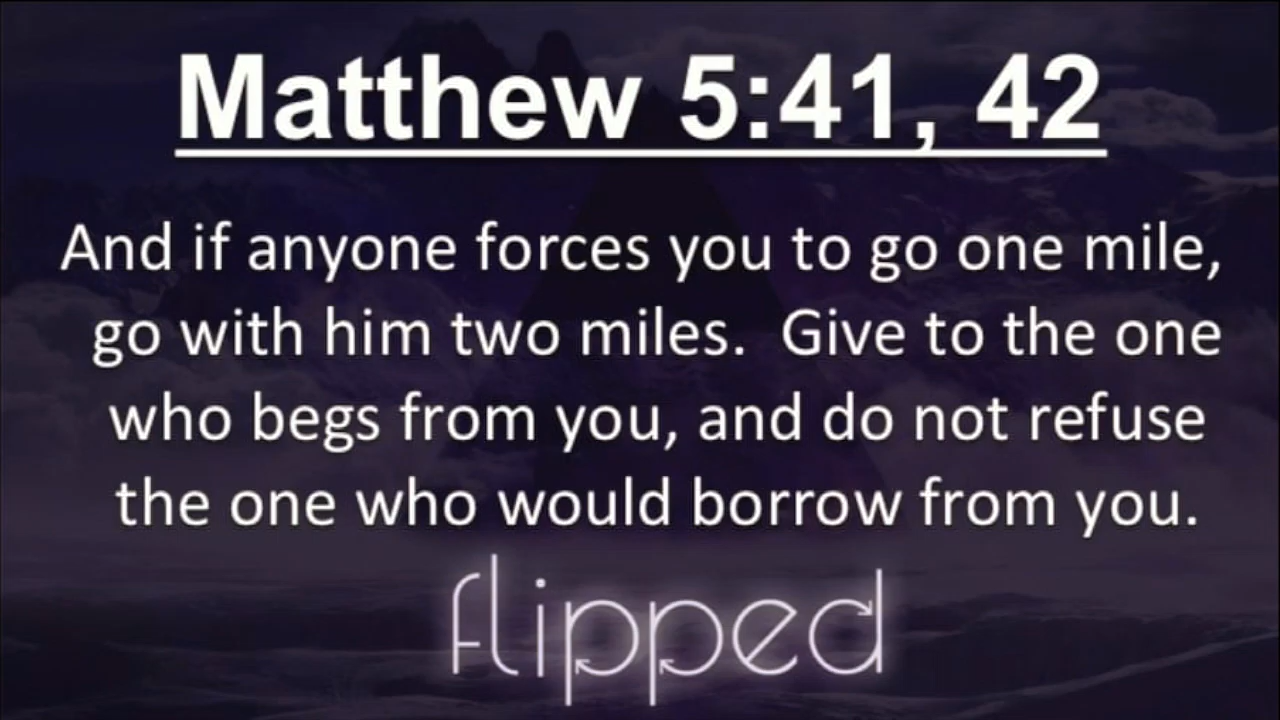 Matthew 5:41, 42
And if anyone forces you to go one mile,
go with him two miles.  Give to the one
who begs from you, and do not refuse
the one who would borrow from you.
flipped